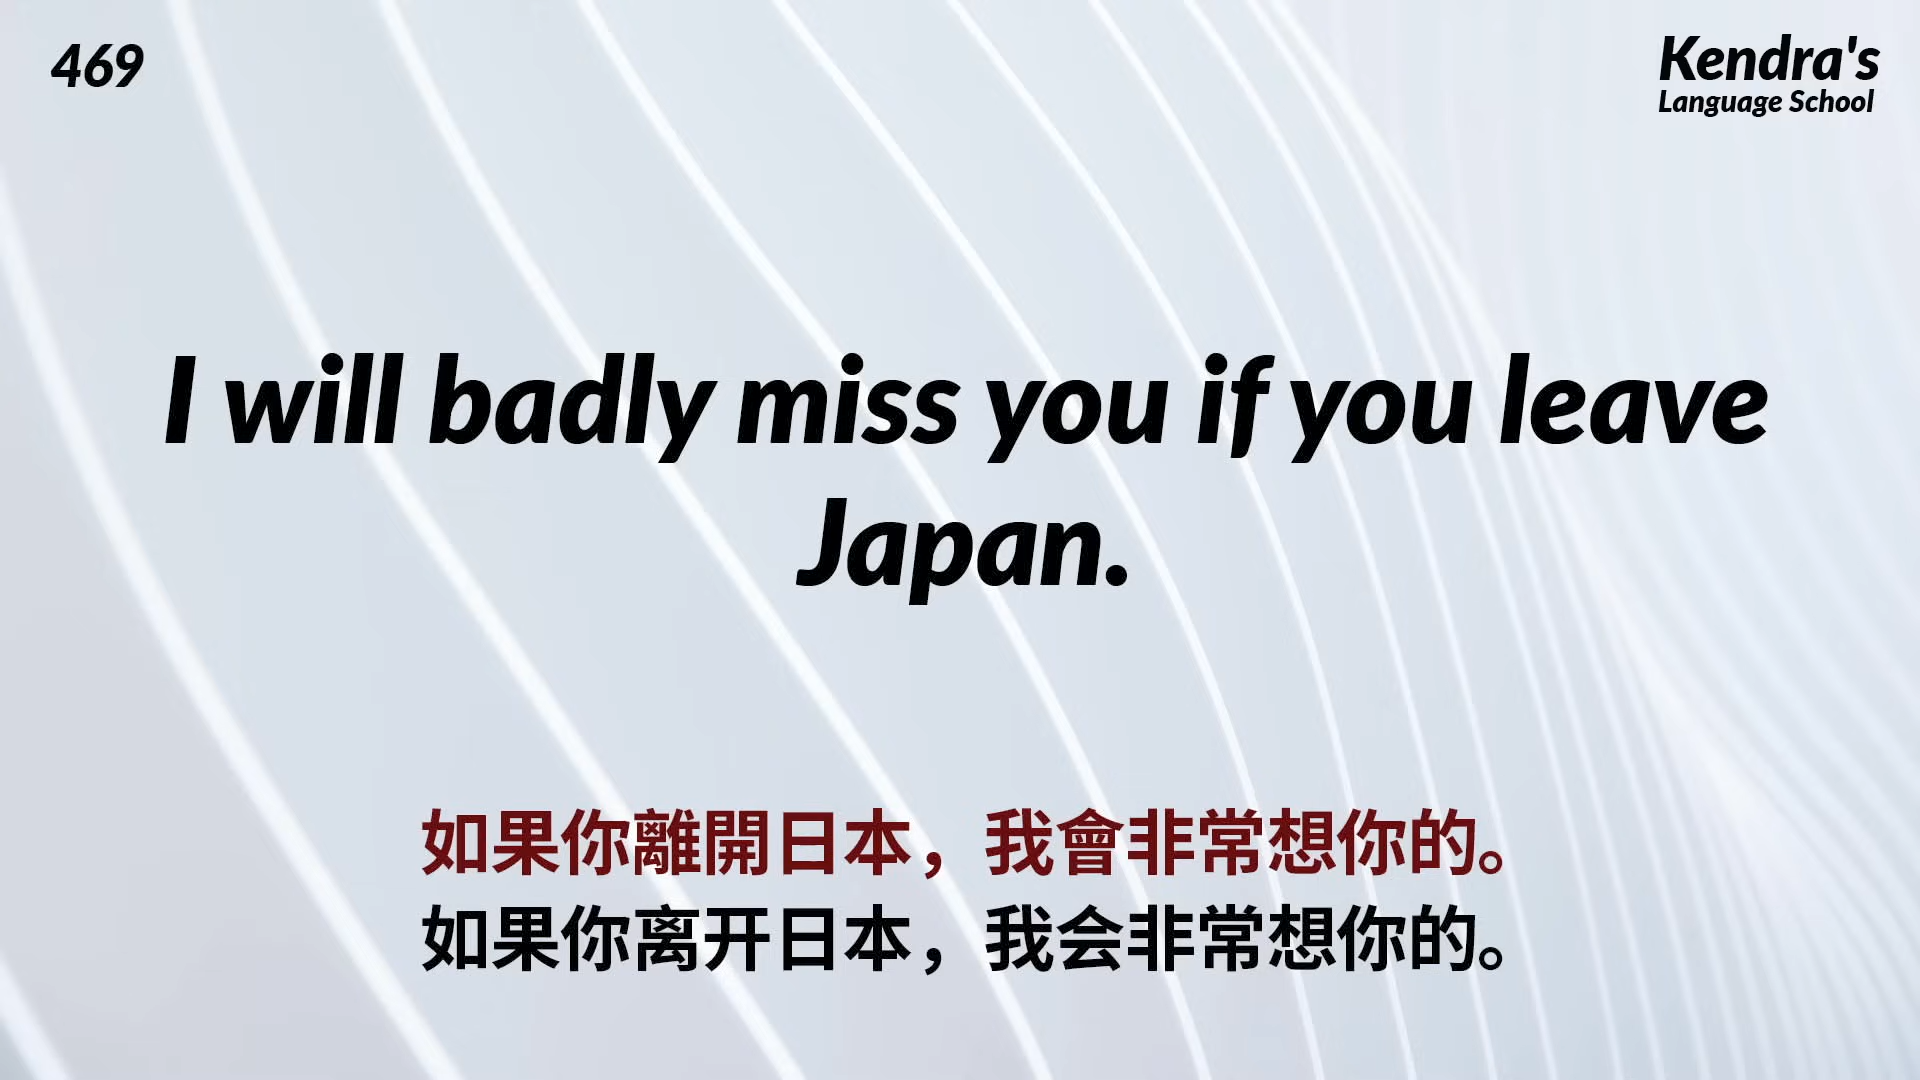 469
Kendra's
Language School
I will badly miss you if you leave
Japan.
如果你離開日本，我會非常想你的。
如果你离开日本，我会非常想你的。